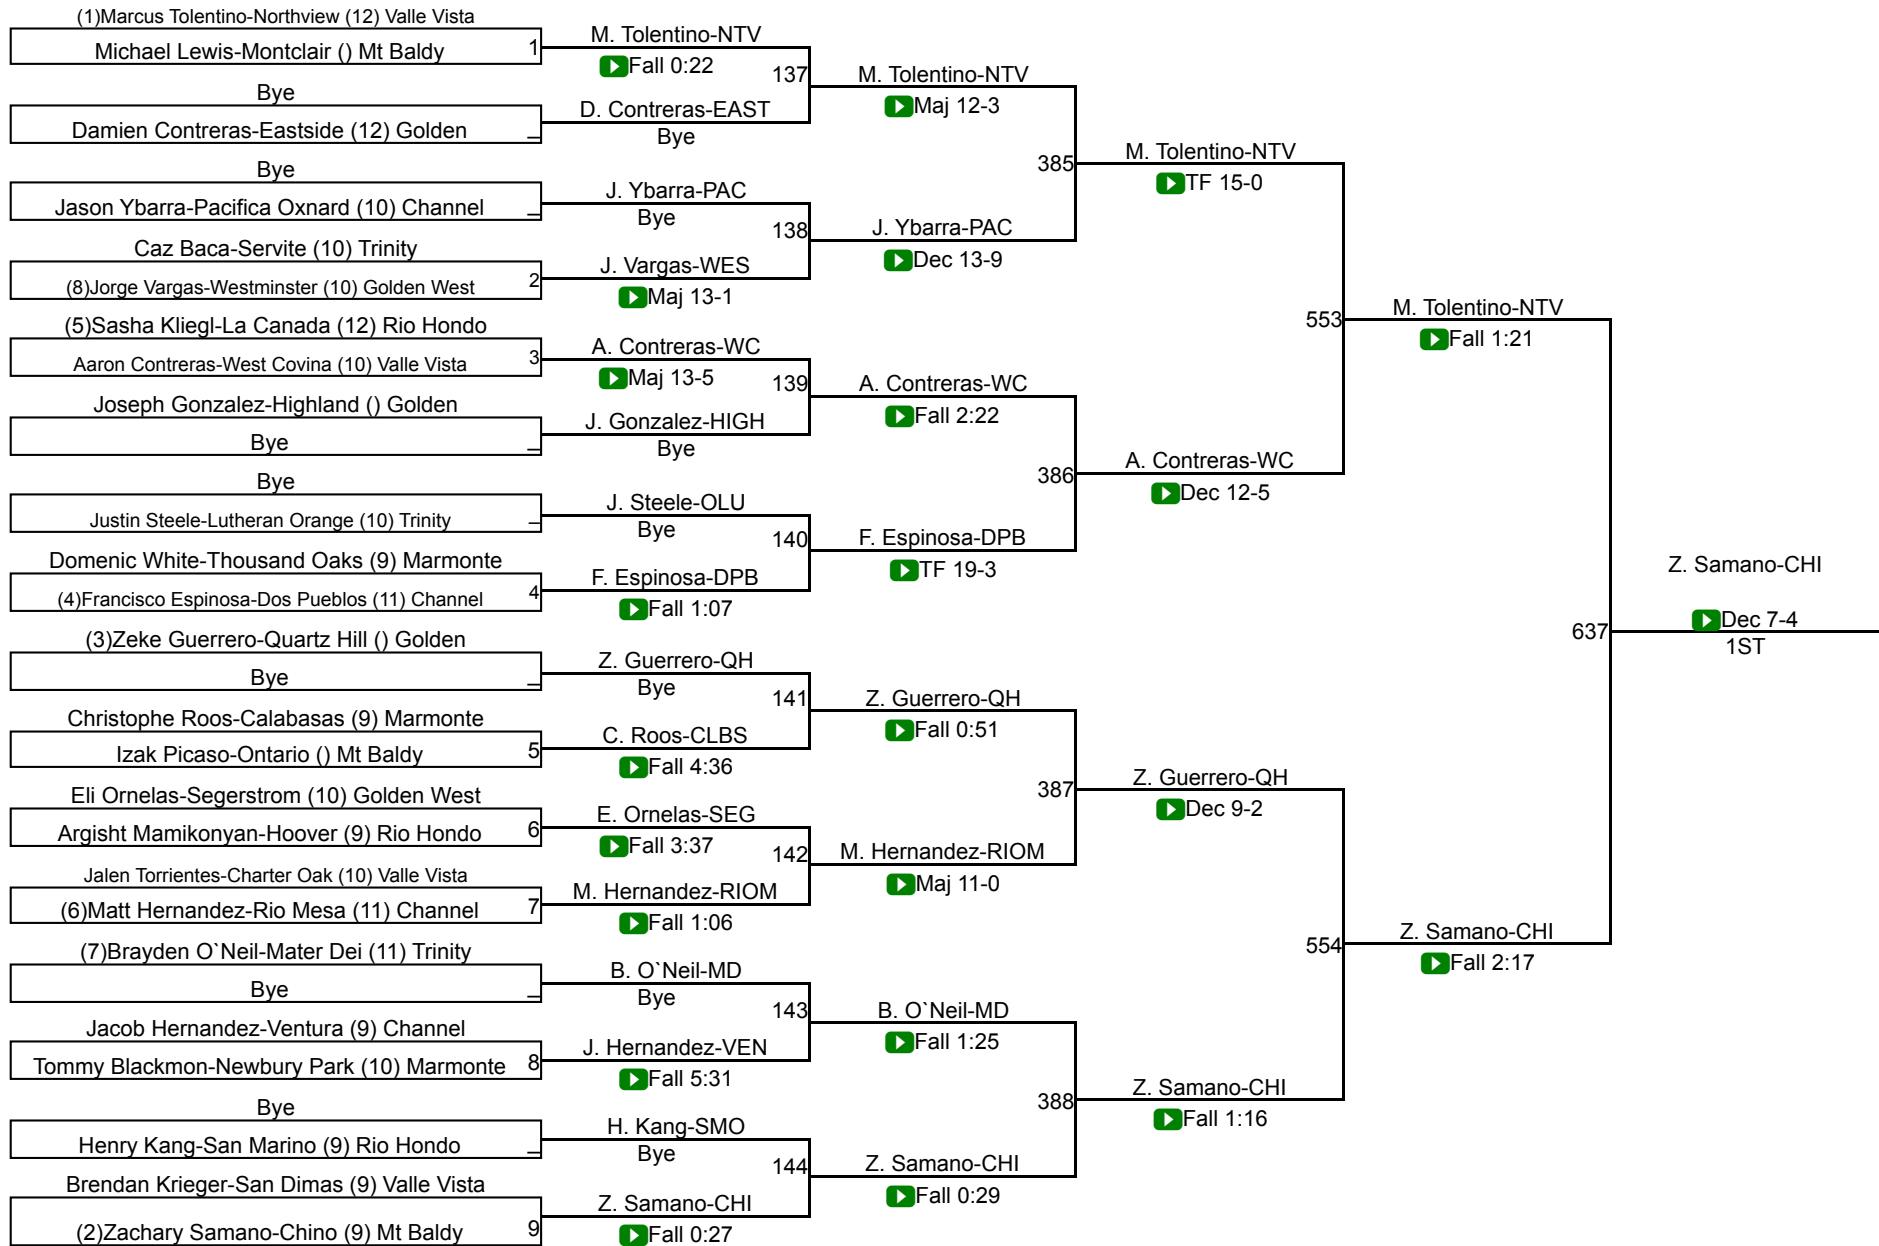 (1)Marcus Tolentino-Northview (12) Valle Vista
Michael Lewis-Montclair () Mt Baldy
1
Bye
Damien Contreras-Eastside (12) Golden
_
Bye
Jason Ybarra-Pacifica Oxnard (10) Channel
_
Caz Baca-Servite (10) Trinity
(8)Jorge Vargas-Westminster (10) Golden West
2
(5)Sasha Kliegl-La Canada (12) Rio Hondo
Aaron Contreras-West Covina (10) Valle Vista
3
Joseph Gonzalez-Highland () Golden
Bye
_
Bye
Justin Steele-Lutheran Orange (10) Trinity
_
Domenic White-Thousand Oaks (9) Marmonte
(4)Francisco Espinosa-Dos Pueblos (11) Channel
4
(3)Zeke Guerrero-Quartz Hill () Golden
Bye
_
Christophe Roos-Calabasas (9) Marmonte
Izak Picaso-Ontario () Mt Baldy
5
Eli Ornelas-Segerstrom (10) Golden West
Argisht Mamikonyan-Hoover (9) Rio Hondo
6
Jalen Torrientes-Charter Oak (10) Valle Vista
(6)Matt Hernandez-Rio Mesa (11) Channel
7
(7)Brayden O`Neil-Mater Dei (11) Trinity
Bye
_
Jacob Hernandez-Ventura (9) Channel
Tommy Blackmon-Newbury Park (10) Marmonte
8
Bye
Henry Kang-San Marino (9) Rio Hondo
_
Brendan Krieger-San Dimas (9) Valle Vista
(2)Zachary Samano-Chino (9) Mt Baldy
9
M. Tolentino-NTV
Fall 0:22
137
D. Contreras-EAST
Bye
J. Ybarra-PAC
Bye
138
J. Vargas-WES
Maj 13-1
A. Contreras-WC
Maj 13-5
139
J. Gonzalez-HIGH
Bye
J. Steele-OLU
Bye
140
F. Espinosa-DPB
Fall 1:07
Z. Guerrero-QH
Bye
141
C. Roos-CLBS
Fall 4:36
E. Ornelas-SEG
Fall 3:37
142
M. Hernandez-RIOM
Fall 1:06
B. O`Neil-MD
Bye
143
J. Hernandez-VEN
Fall 5:31
H. Kang-SMO
Bye
144
Z. Samano-CHI
Fall 0:27
M. Tolentino-NTV
Maj 12-3
385
J. Ybarra-PAC
Dec 13-9
A. Contreras-WC
Fall 2:22
386
F. Espinosa-DPB
TF 19-3
Z. Guerrero-QH
Fall 0:51
387
M. Hernandez-RIOM
Maj 11-0
B. O`Neil-MD
Fall 1:25
388
Z. Samano-CHI
Fall 0:29
M. Tolentino-NTV
TF 15-0
553
A. Contreras-WC
Dec 12-5
Z. Guerrero-QH
Dec 9-2
554
Z. Samano-CHI
Fall 1:16
M. Tolentino-NTV
Fall 1:21
637
Z. Samano-CHI
Fall 2:17
Z. Samano-CHI
Dec 7-4
1ST